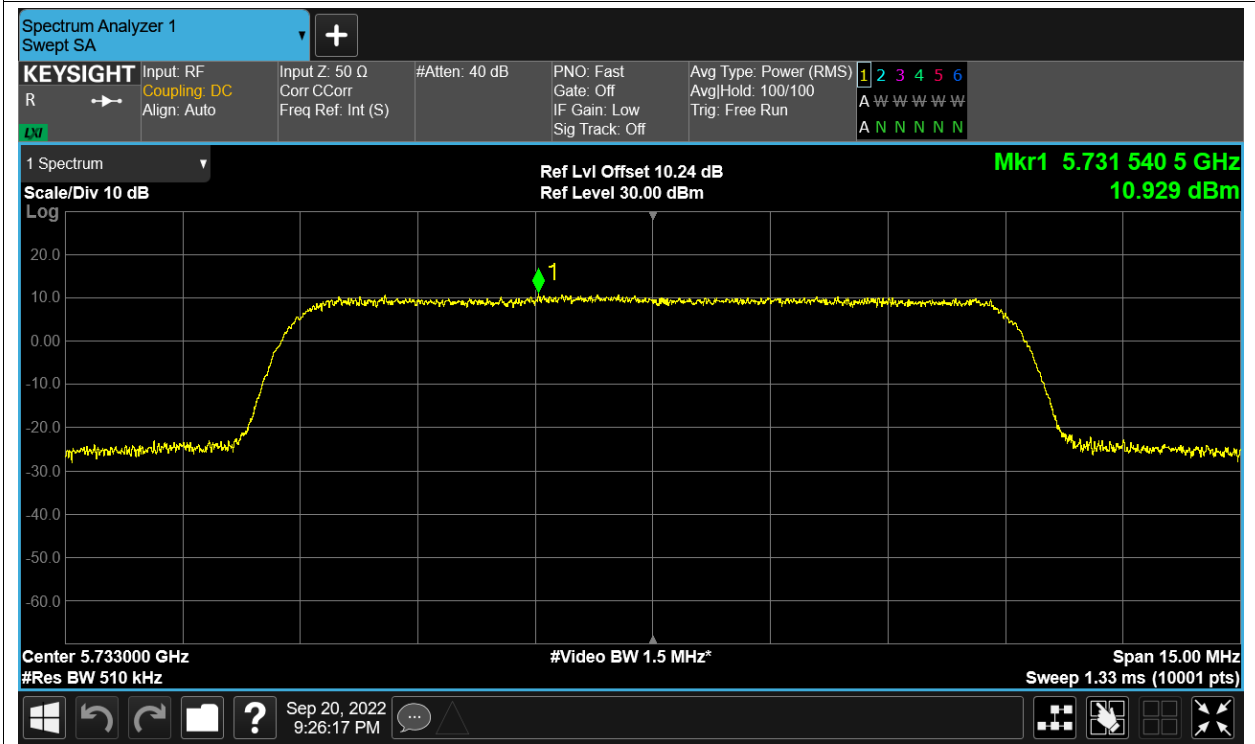 Spectrum Analyzer 1
Swept SA
KEYSIGHT
R
LXI
Input: RF
Coupling: DC
Align: Auto
Input Z: 50 Ω
Corr CCorr
Freq Ref: Int (S)
#Atten: 40 dB
PNO: Fast
Gate: Off
IF Gain: Low
Sig Track: Off
Avg Type: Power (RMS)
Avg|Hold: 100/100
Trig: Free Run
1 2 3 4 5 6
A W W W W W
A N N N N N
1 Spectrum
Scale/Div 10 dB
Log
Ref Lvl Offset 10.24 dB
Ref Level 30.00 dBm
Mkr1 5.731 540 5 GHz
10.929 dBm
20.0
1
10.0
0.00
-10.0
-20.0
-30.0
-40.0
-50.0
-60.0
Center 5.733000 GHz
#Res BW 510 kHz
#Video BW 1.5 MHz*
Span 15.00 MHz
Sweep 1.33 ms (10001 pts)
?
Sep 20, 2022
9:26:17 PM